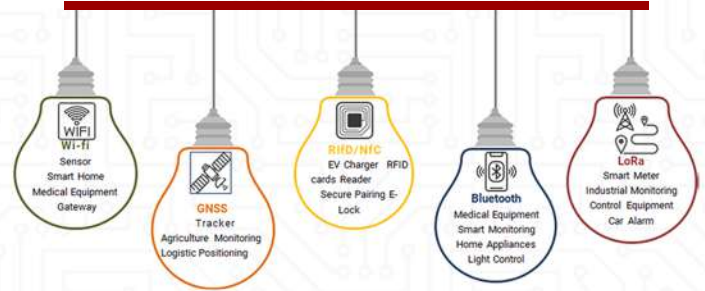 WIFI
Wi-fi
Sensor
Smart Home
Medical Equipment
Gateway
GNSS
Tracker
Agriculture Monitoring
Logistic Positioning
RIfD/NfC
EV Charger RFID
cards Reader
Secure Pairing E-
Lock
Bluetooth
Medical Equipment
Smart Monitoring
Home Appliances
Light Control
LoRa
Smart Meter
Industrial Monitoring
Control Equipment
Car Alarm